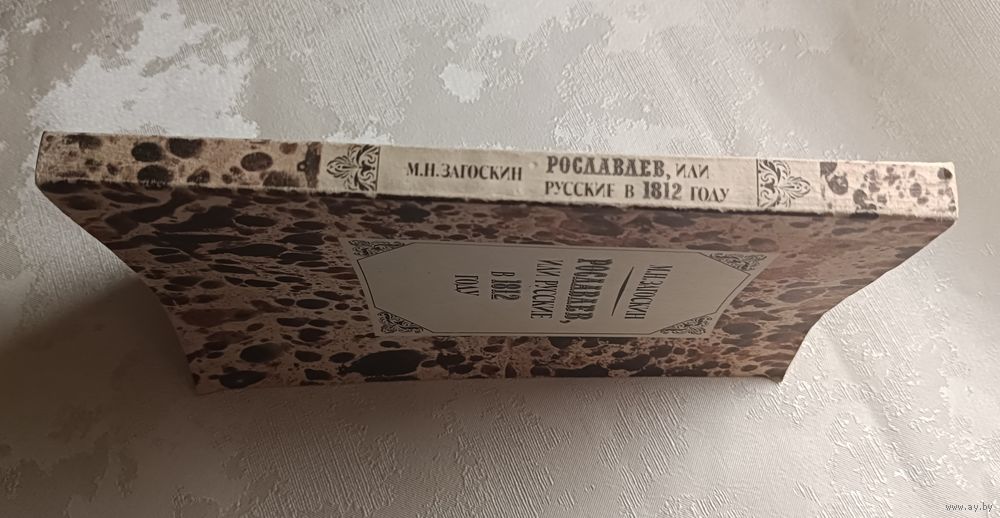 М.Н. ЗАГОСКИН
РОСЛАВЛЕВ, ИЛИ
РУССКИЕ В 1812 ГОДУ
М.Н. ЗАГОСКИН
РОСЛАВЛЕВ,
ИЛИ РУССКИЕ
В 1812
ГОДУ
www.ay.by